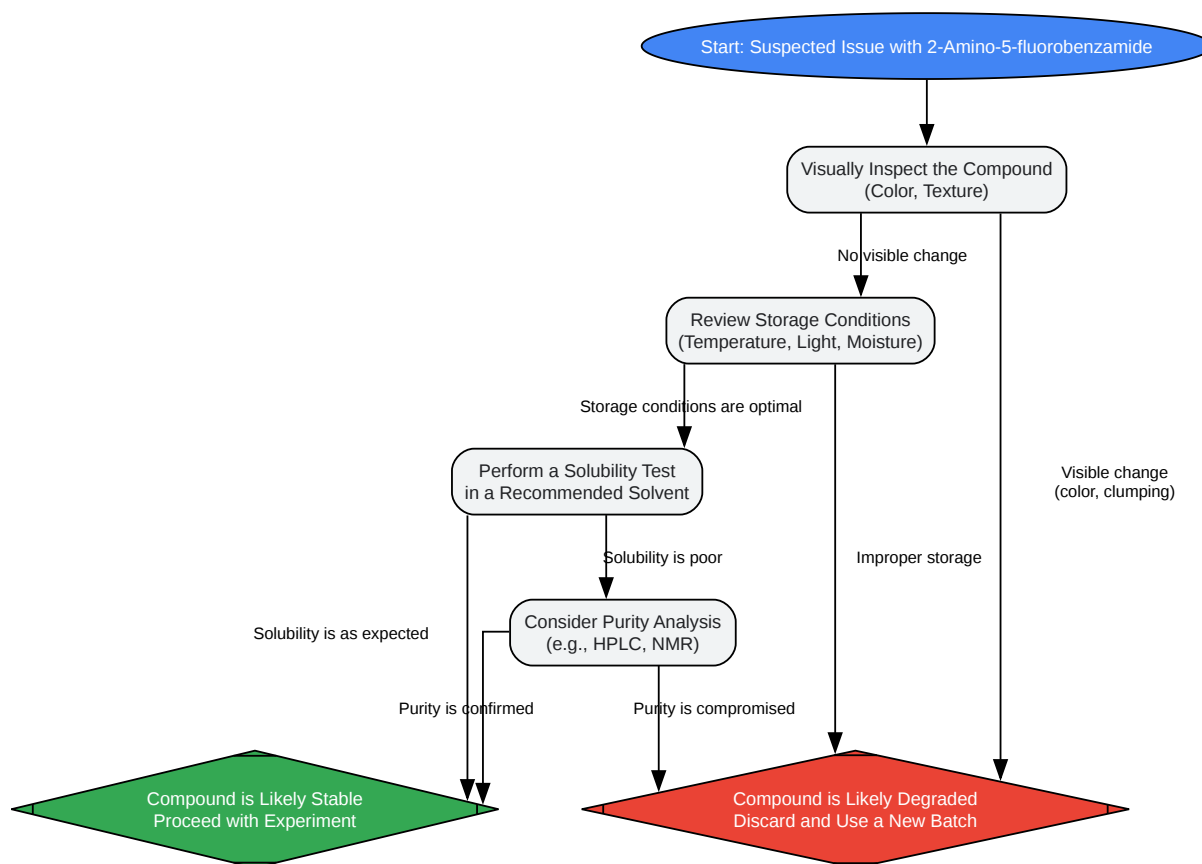 Start: Suspected Issue with 2-Amino-5-fluorobenzamide
Visually Inspect the Compound
(Color, Texture)
No visible change
Review Storage Conditions
(Temperature, Light, Moisture)
Storage conditions are optimal
Perform a Solubility Test
in a Recommended Solvent
Visible change
(color, clumping)
Solubility is poor
Improper storage
Consider Purity Analysis
(e.g., HPLC, NMR)
Solubility is as expected
Purity is confirmed
Purity is compromised
Compound is Likely Stable
Proceed with Experiment
Compound is Likely Degraded
Discard and Use a New Batch